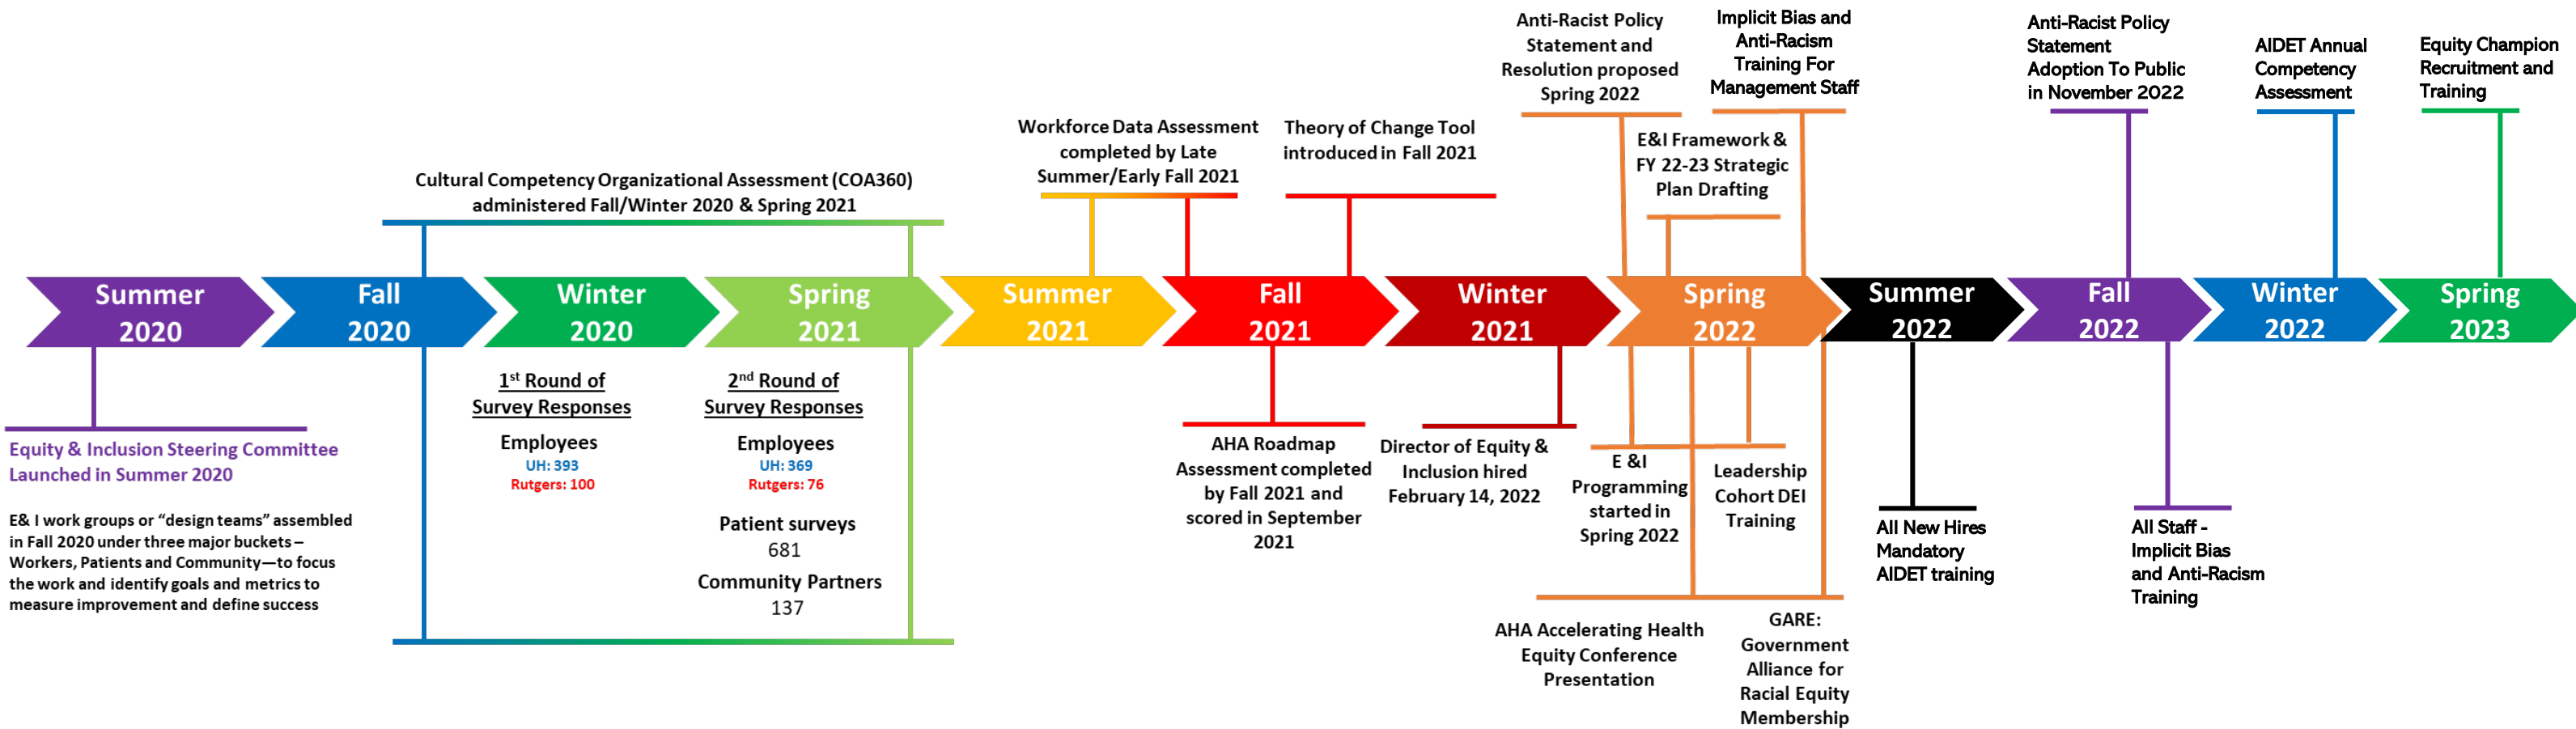 Anti-Racist Policy
Statement and
Resolution proposed
Spring 2022
Implicit Bias and
Anti-Racism
Training For
Management Staff
Anti-Racist Policy
Statement
Adoption To Public
in November 2022
AIDET Annual
Competency
Assessment
Equity Champion
Recruitment and
Training
Cultural Competency Organizational Assessment (COA360)
administered Fall/Winter 2020 & Spring 2021
Workforce Data Assessment
completed by Late
Summer/Early Fall 2021
Theory of Change Tool
introduced in Fall 2021
E&I Framework &
FY 22-23 Strategic
Plan Drafting
Summer
2020
Fall
2020
Winter
2020
Spring
2021
Summer
2021
Fall
2021
Winter
2021
Spring
2022
Summer
2022
Fall
2022
Winter
2022
Spring
2023
Equity & Inclusion Steering Committee
Launched in Summer 2020
E& I work groups or “design teams” assembled
in Fall 2020 under three major buckets –
Workers, Patients and Community—to focus
the work and identify goals and metrics to
measure improvement and define success
1st Round of
Survey Responses
Employees
UH: 393
Rutgers: 100
2nd Round of
Survey Responses
Employees
UH: 369
Rutgers: 76
Patient surveys
681
Community Partners
137
AHA Roadmap
Assessment completed
by Fall 2021 and
scored in September
2021
Director of Equity &
Inclusion hired
February 14, 2022
E &I
Programming
started in
Spring 2022
Leadership
Cohort DEI
Training
AHA Accelerating Health
Equity Conference
Presentation
GARE:
Government
Alliance for
Racial Equity
Membership
All New Hires
Mandatory
AIDET training
All Staff -
Implicit Bias
and Anti-Racism
Training